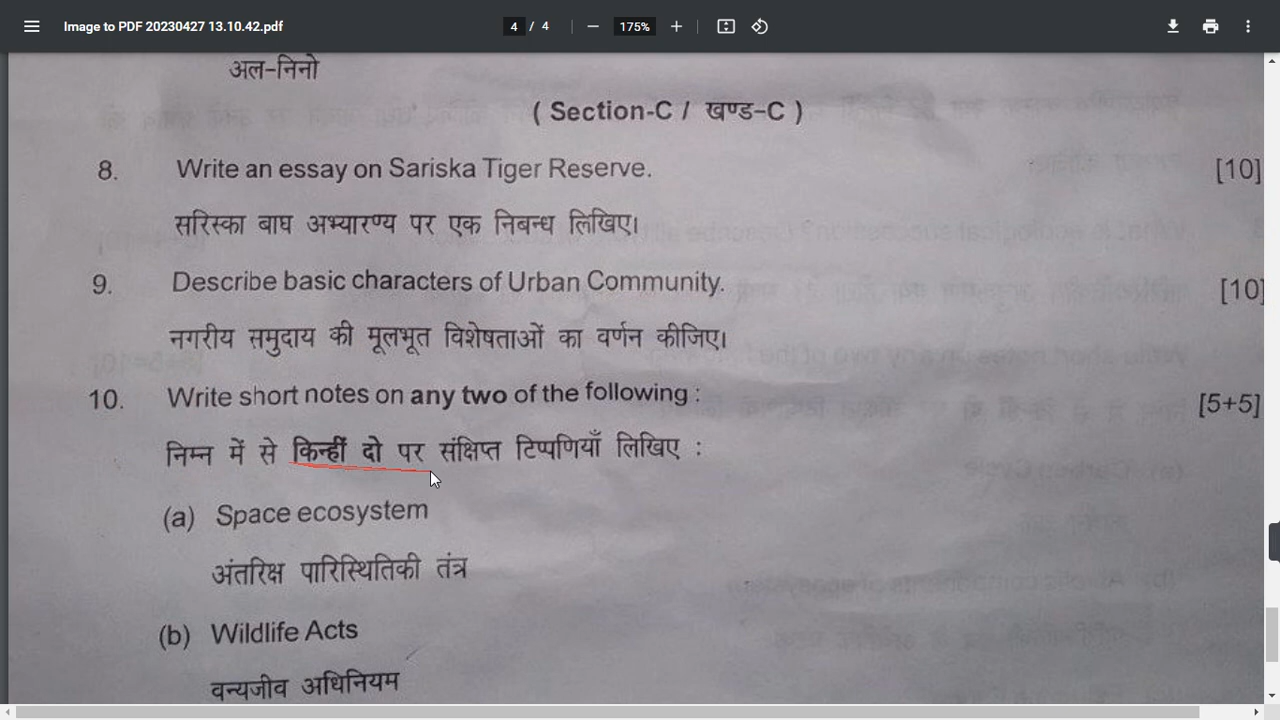 Image to PDF 20230427 13.10.42.pdf
4 / 4
175%
अल-निनो
( Section-C / खण्ड-C )
8. Write an essay on Sariska Tiger Reserve. [10]
सरिस्का बाघ अभ्यारण्य पर एक निबन्ध लिखिए।
9. Describe basic characters of Urban Community. [10]
नगरीय समुदाय की मूलभूत विशेषताओं का वर्णन कीजिए।
10. Write short notes on any two of the following : [5+5]
निम्न में से किन्हीं दो पर संक्षिप्त टिप्पणियाँ लिखिए :
(a) Space ecosystem
अंतरिक्ष पारिस्थितिकी तंत्र
(b) Wildlife Acts
वन्यजीव अधिनियम